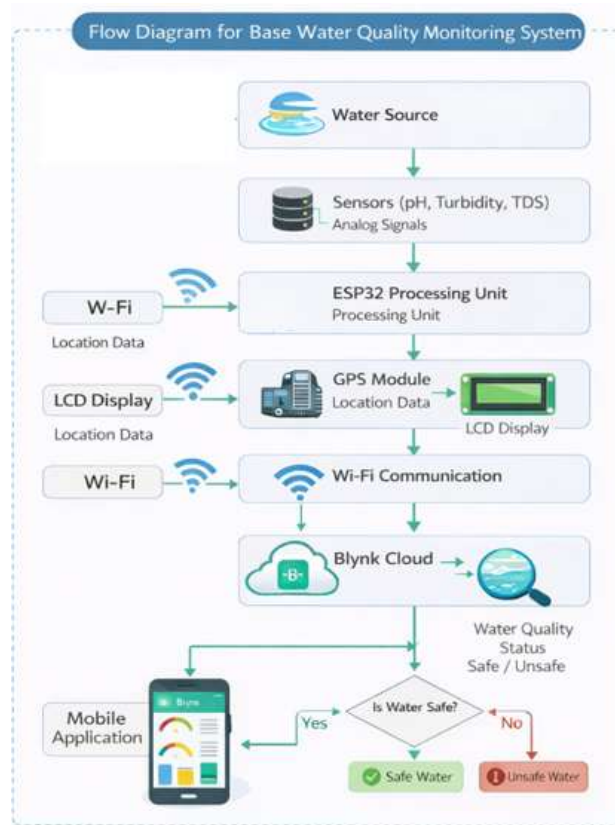 Flow Diagram for Base Water Quality Monitoring System
Water Source
Sensors (pH, Turbidity, TDS)
Analog Signals
W-Fi
Location Data
ESP32 Processing Unit
Processing Unit
LCD Display
Location Data
GPS Module
Location Data
LCD Display
Wi-Fi
Wi-Fi Communication
Blynk Cloud
-B-
Water Quality
Status
Safe / Unsafe
Mobile
Application
Is Water Safe?
Yes
No
Safe Water
Unsafe Water